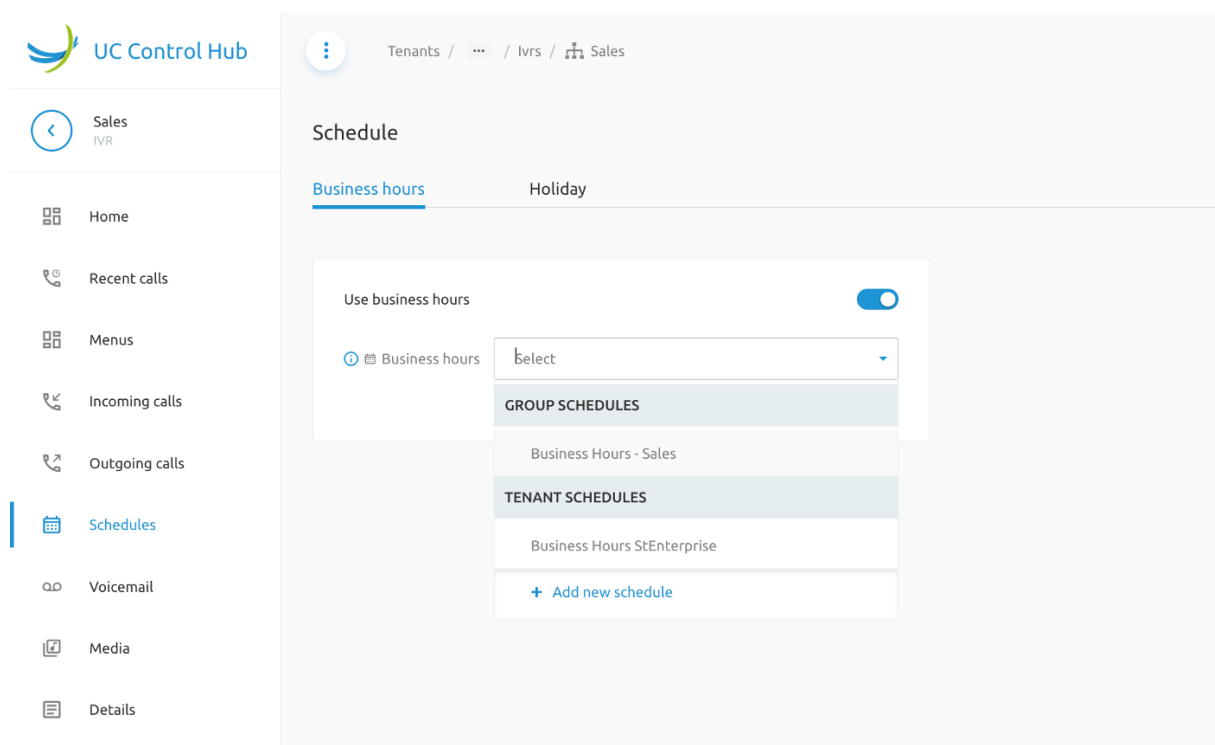 UC Control Hub
Tenants / ... / Ivrs / Sales
Sales
IVR
Home
Recent calls
Menus
Incoming calls
Outgoing calls
Schedules
Voicemail
Media
Details
Schedule
Business hours
Holiday
Use business hours
Business hours
Select
GROUP SCHEDULES
Business Hours - Sales
TENANT SCHEDULES
Business Hours StEnterprise
+ Add new schedule